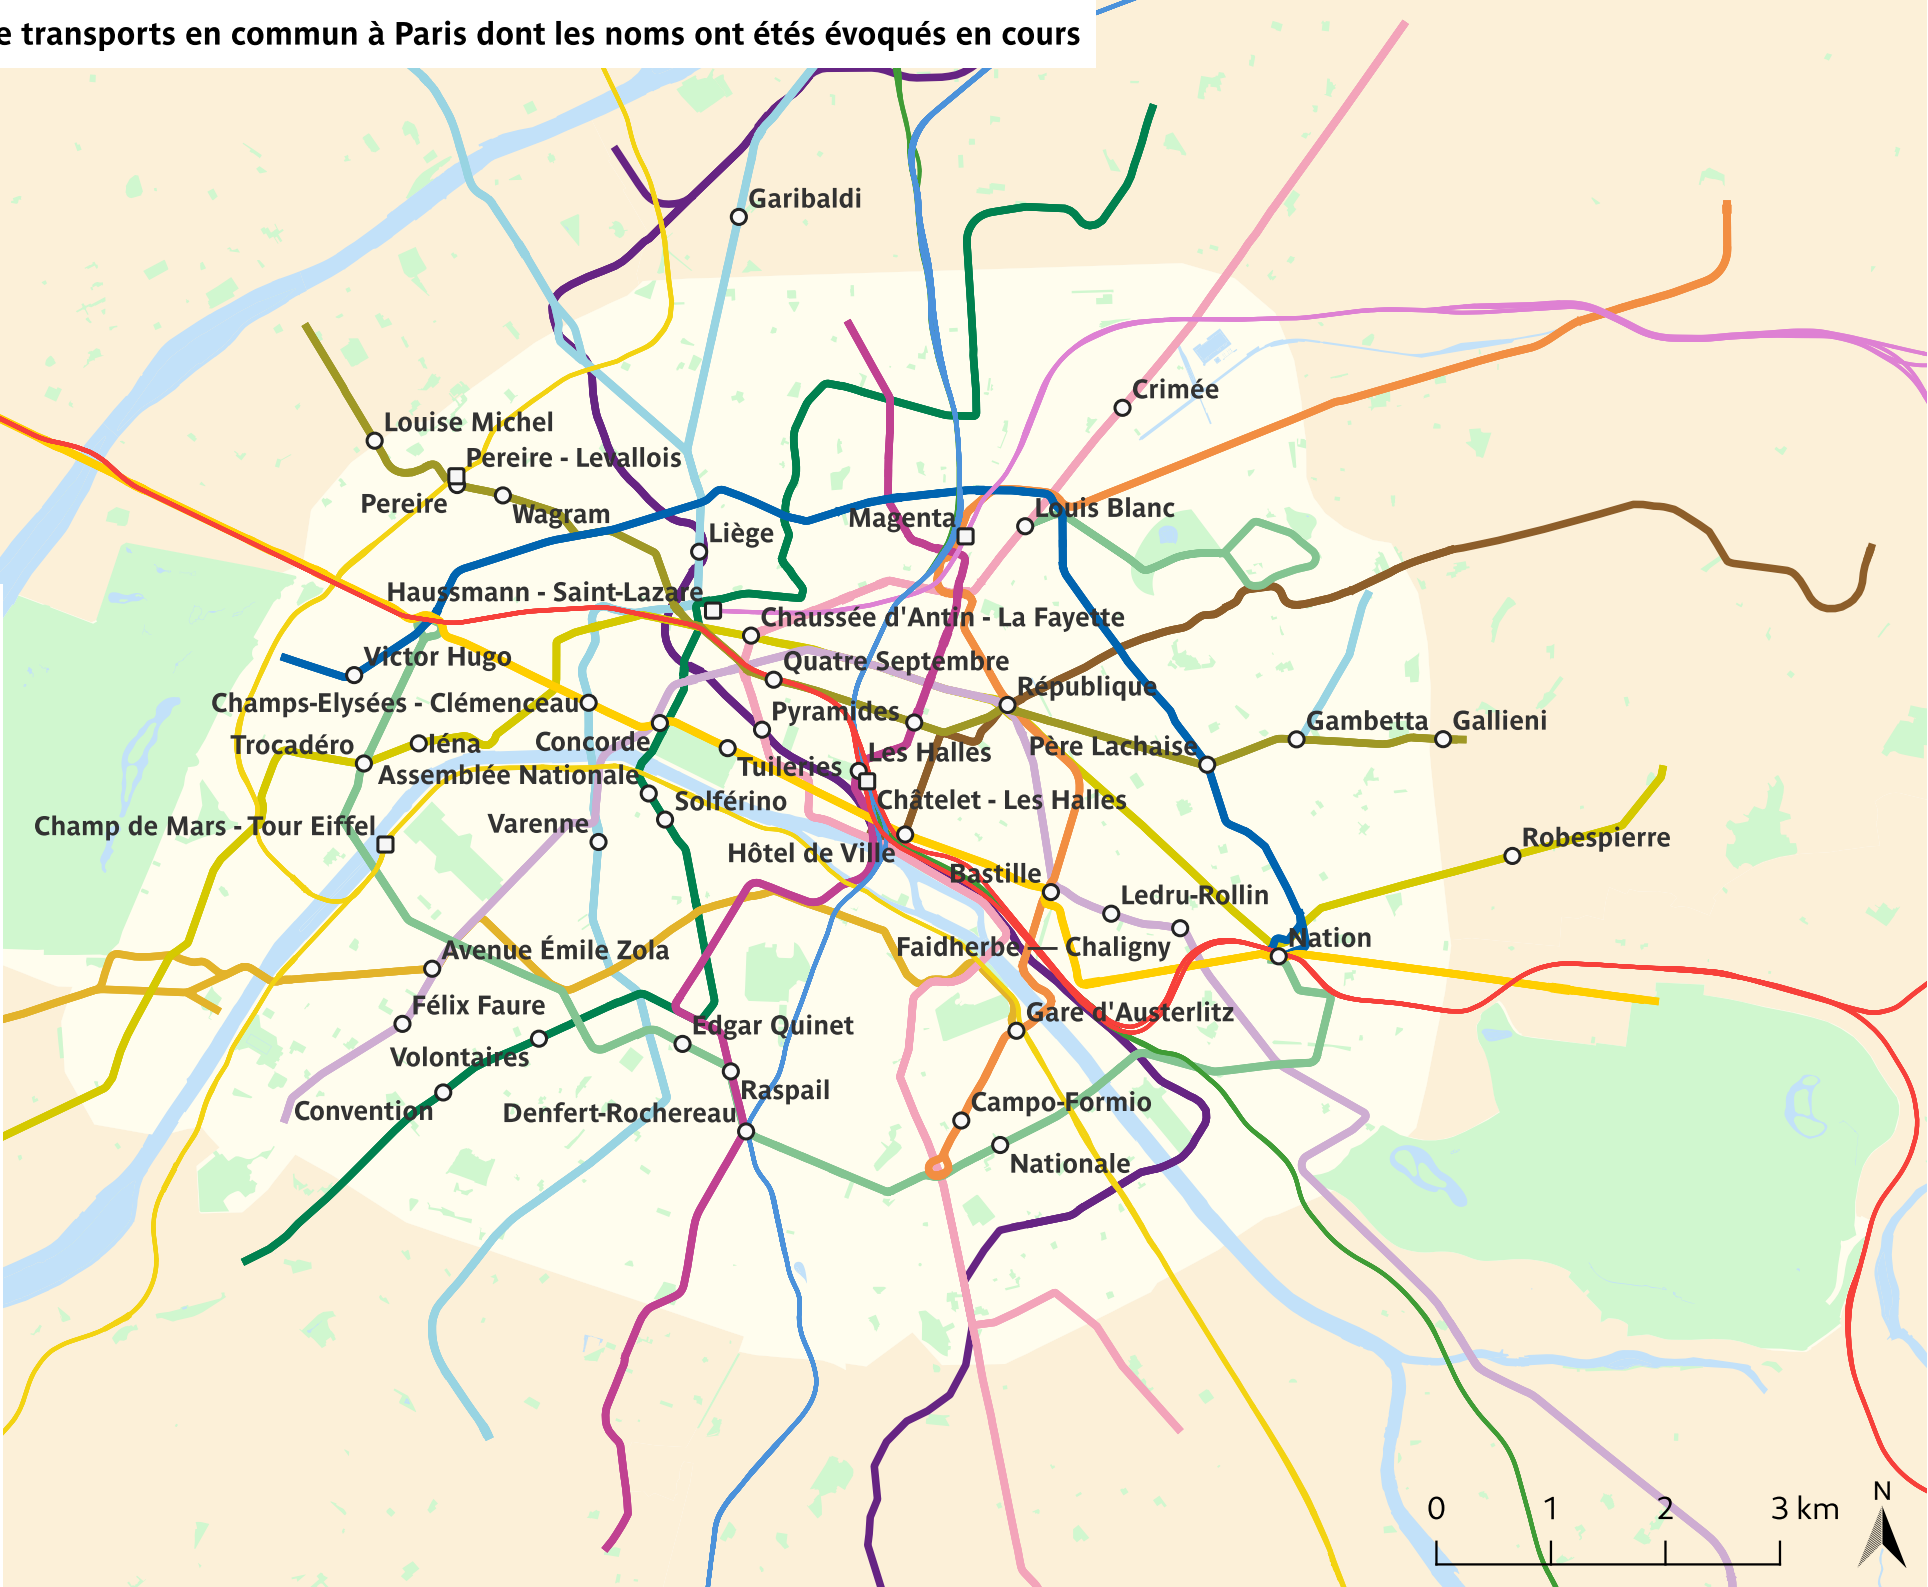 e transports en commun à Paris dont les noms ont étés évoqués en cours
Garibaldi
Crimée
Louise Michel
Pereire - Levallois
Pereire
Wagram
Louis Blanc
Magenta
Liège
Haussmann - Saint-Lazare
Chaussée d'Antin - La Fayette
Victor Hugo
Quatre Septembre
République
Champs-Elysées - Clémenceau
Pyramides
Gambetta
Gallieni
Trocadéro
Iéna
Concorde
Les Halles
Père Lachaise
Tuileries
Assemblée Nationale
Solférino
Châtelet - Les Halles
Champ de Mars - Tour Eiffel
Varenne
Robespierre
Hôtel de Ville
Bastille
Ledru-Rollin
Faidherbe — Chaligny
Nation
Avenue Émile Zola
Félix Faure
Edgar Quinet
Gare d'Austerlitz
Volontaires
Raspail
Convention
Denfert-Rochereau
Campo-Formio
Nationale
N
0 1 2 3 km